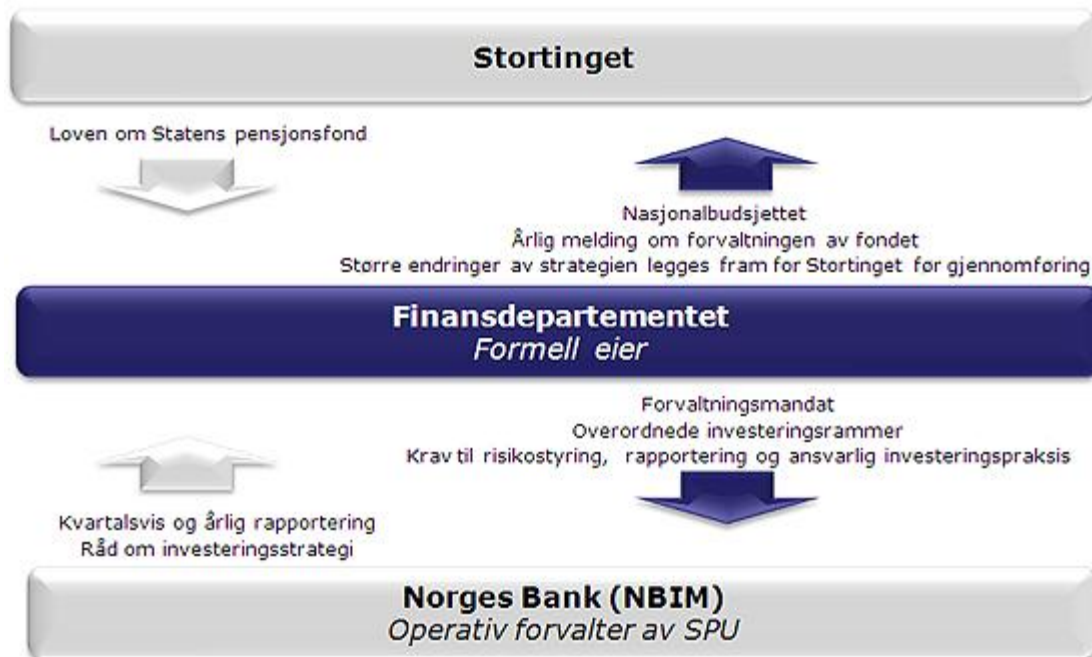 Stortinget
Loven om Statens pensjonsfond
Nasjonalbudsjettet
Årlig melding om forvaltningen av fondet
Større endringer av strategien legges fram for Stortinget før gjennomføring
Finansdepartementet
Formell eier
Forvaltningsmandat
Overordnede investeringsrammer
Krav til risikostyring, rapportering og ansvarlig investeringspraksis
Kvartalsvis og årlig rapportering
Råd om investeringsstrategi
Norges Bank (NBIM)
Operativ forvalter av SPU